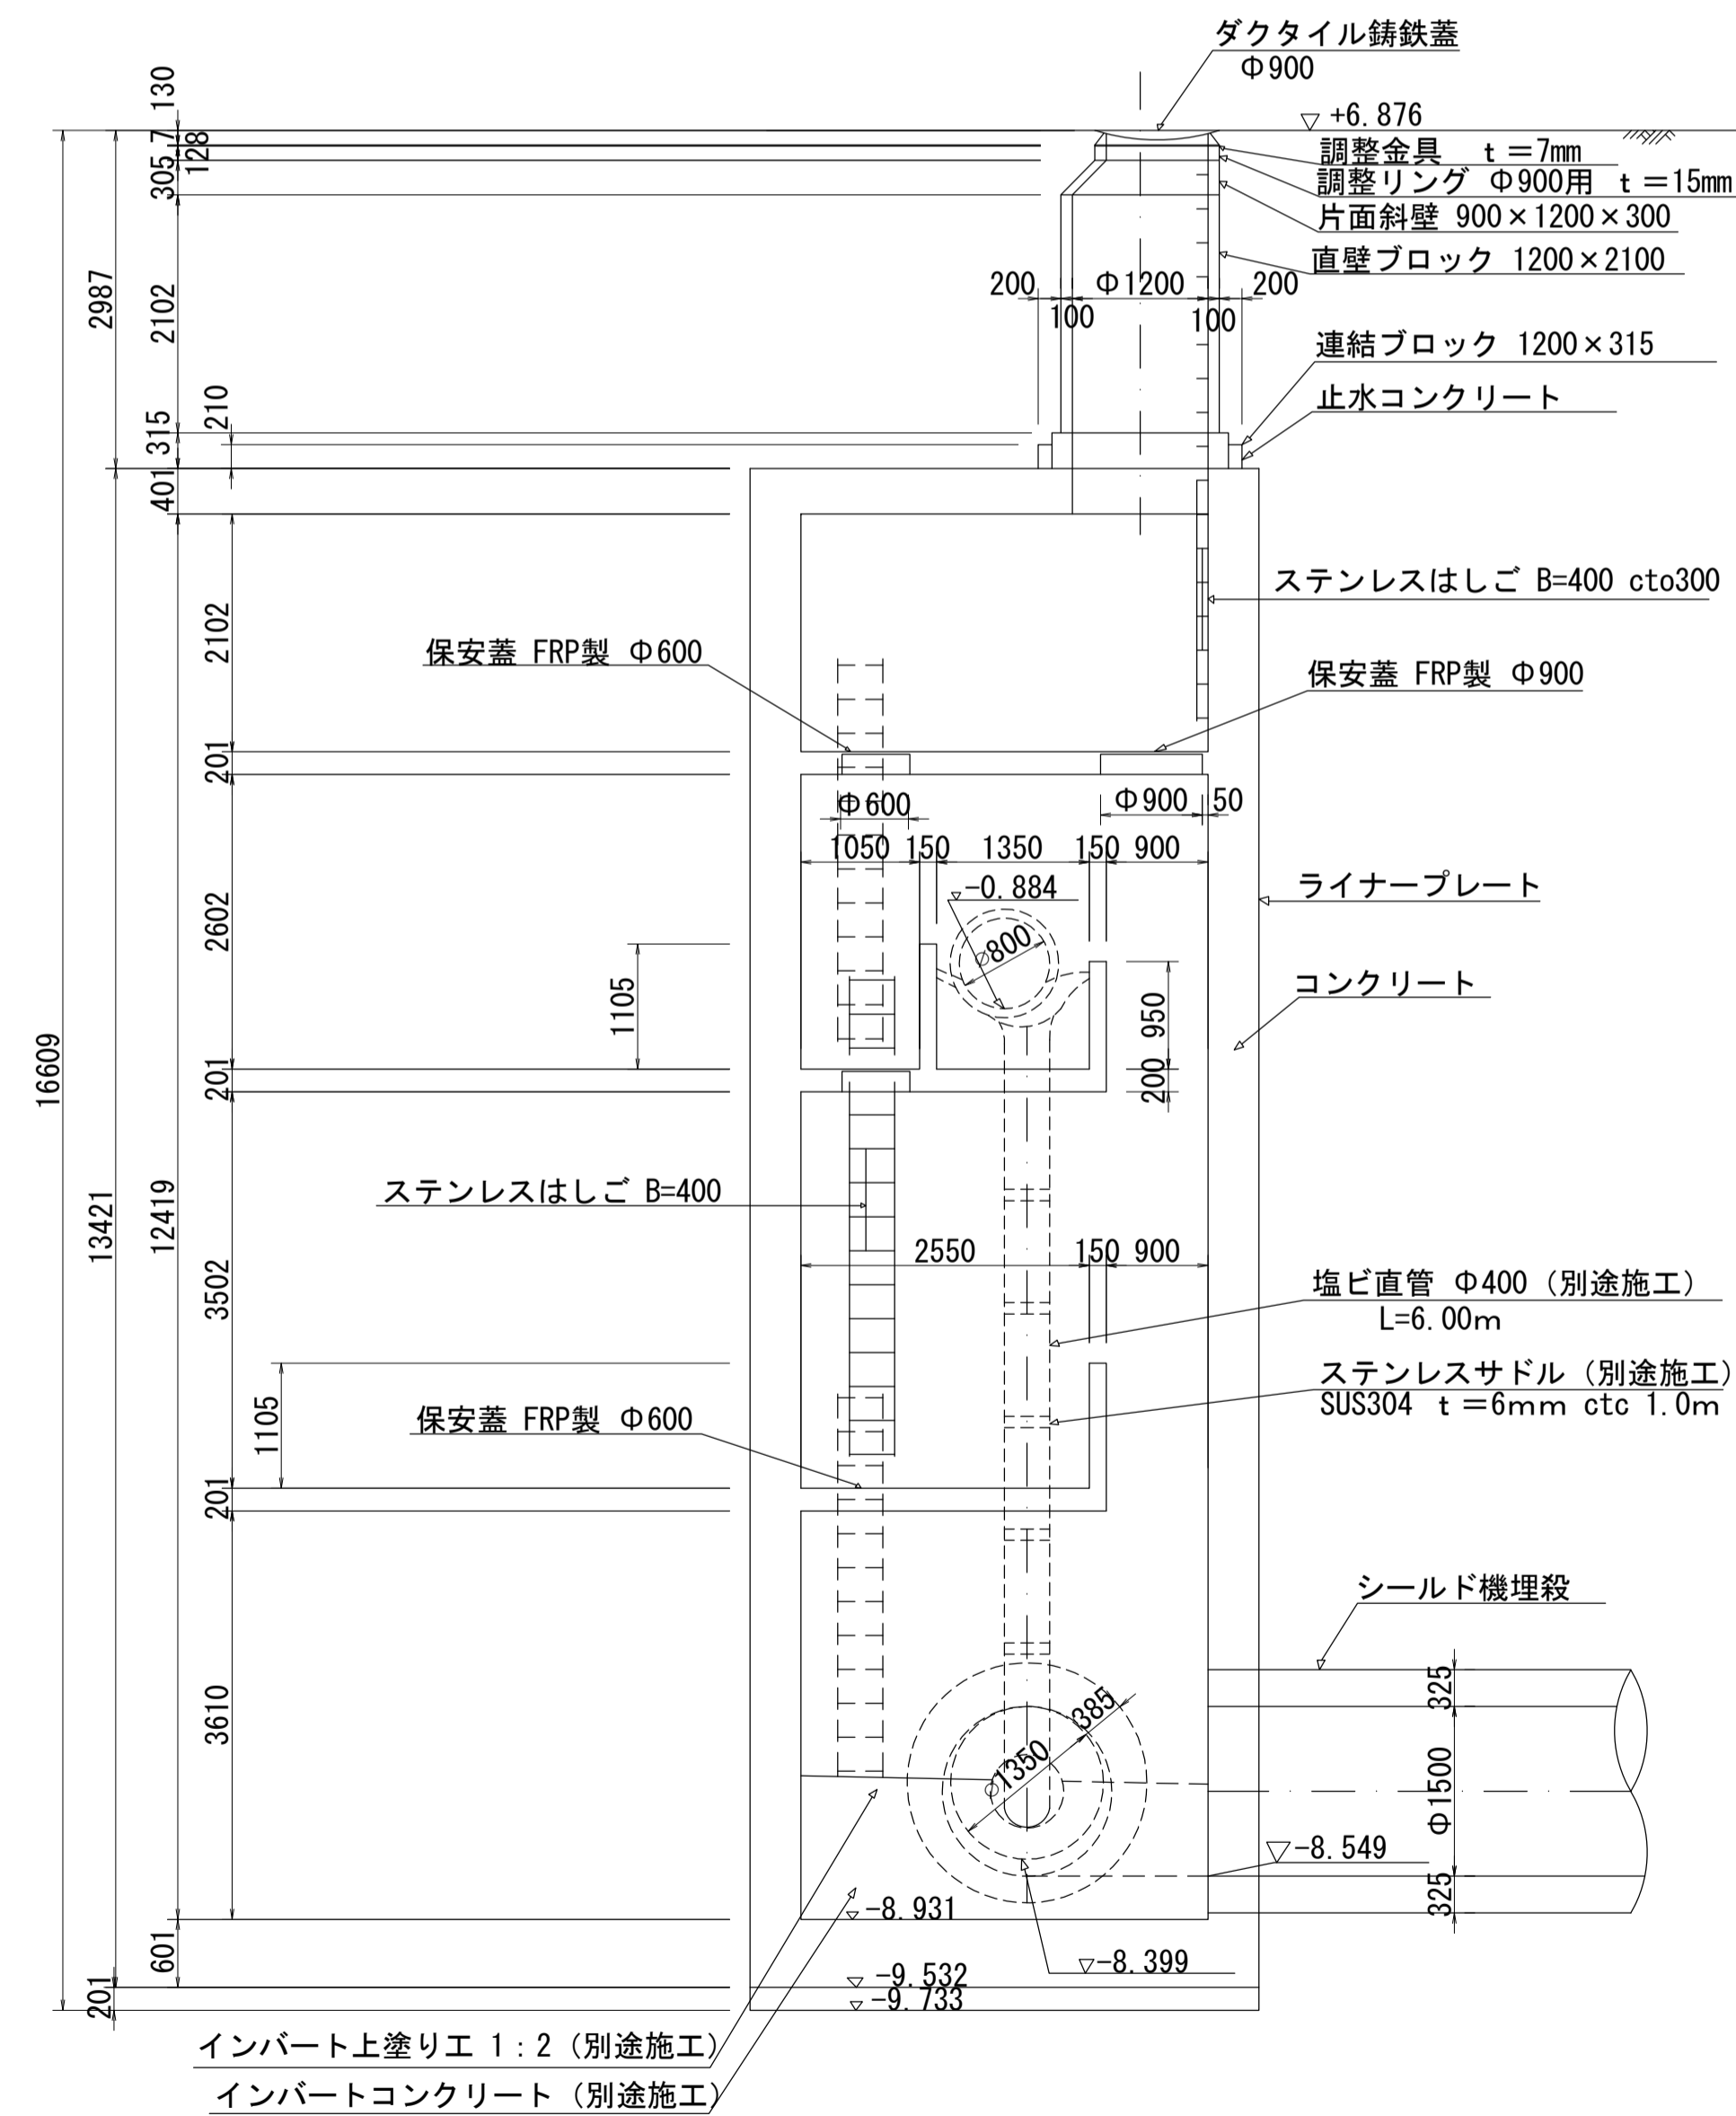 ダクタイル鋳鉄蓋
Φ900
130
+6.876
7
128
調整金具 t＝7mm
305
調整リング Φ900用 t＝15mm
片面斜壁 900×1200×300
直壁ブロック 1200×2100
200
Φ1200
200
100
100
2987
2102
連結ブロック 1200×315
210
315
止水コンクリート
401
ステンレスはしご B=400 cto300
2102
保安蓋 FRP製 Φ600
保安蓋 FRP製 Φ900
201
Φ600
Φ900
50
1050
150
1350
150
900
-0.884
ライナープレート
2602
φ800
コンクリート
1105
950
16609
201
200
ステンレスはしご B=400
13421
12419
2550
150
900
塩ビ直管 Φ400（別途施工）
L=6.00m
3502
ステンレスサドル（別途施工）
SUS304 t＝6mm ctc 1.0m
1105
保安蓋 FRP製 Φ600
201
シールド機埋殺
325
3610
385
φ1350
Φ1500
-8.549
325
-8.931
601
-8.399
-9.532
201
-9.733
インバート上塗り工 1：2（別途施工）
インバートコンクリート（別途施工）